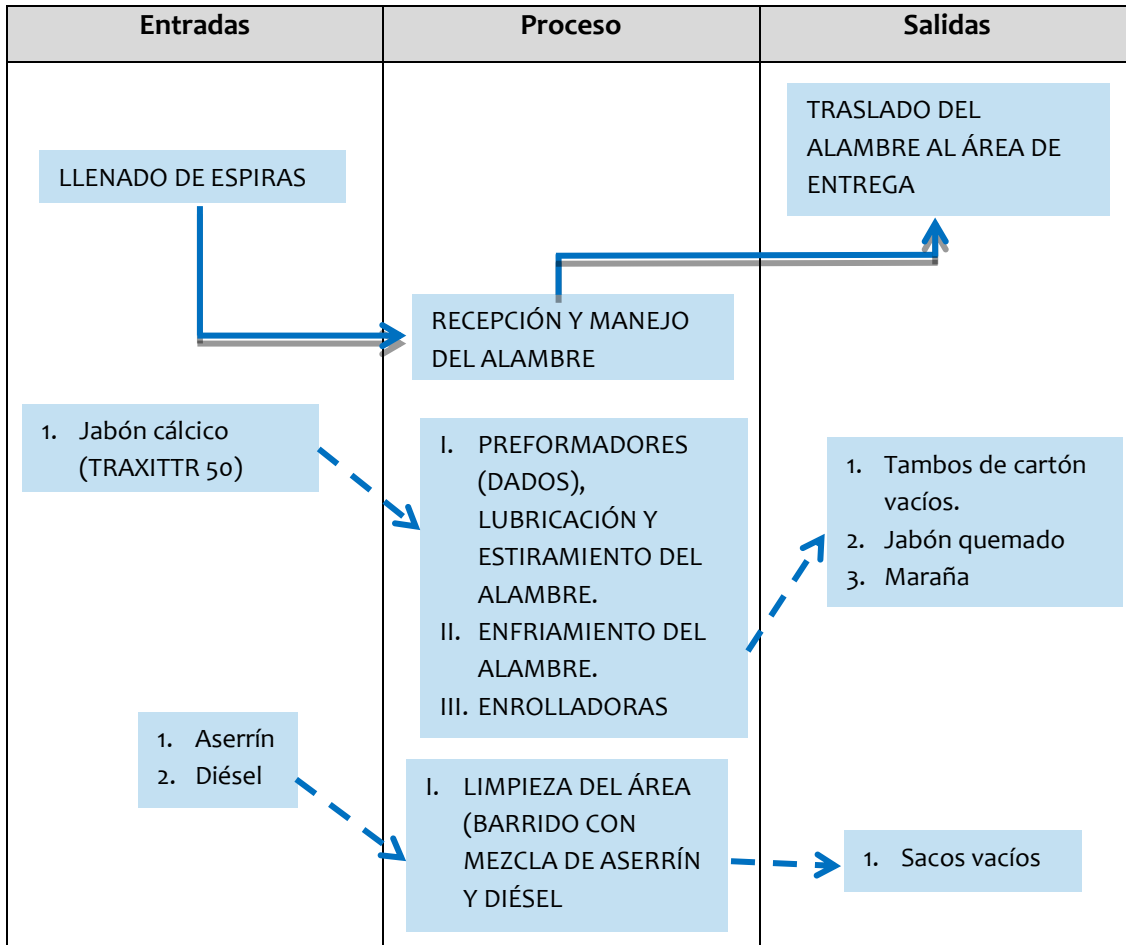 Entradas
Proceso
Salidas
TRASLADO DEL
ALAMBRE AL ÁREA DE
ENTREGA
LLENADO DE ESPIRAS
RECEPCIÓN Y MANEJO
DEL ALAMBRE
1. Jabón cálcico
(TRAXITTR 50)
I. PREFORMADORES
(DADOS),
LUBRICACIÓN Y
ESTIRAMIENTO DEL
ALAMBRE.
II. ENFRIAMIENTO DEL
ALAMBRE.
III. ENROLLADORAS
1. Tambos de cartón
vacíos.
2. Jabón quemado
3. Maraña
1. Aserrín
2. Diésel
I. LIMPIEZA DEL ÁREA
(BARRIDO CON
MEZCLA DE ASERRÍN
Y DIÉSEL
1. Sacos vacíos